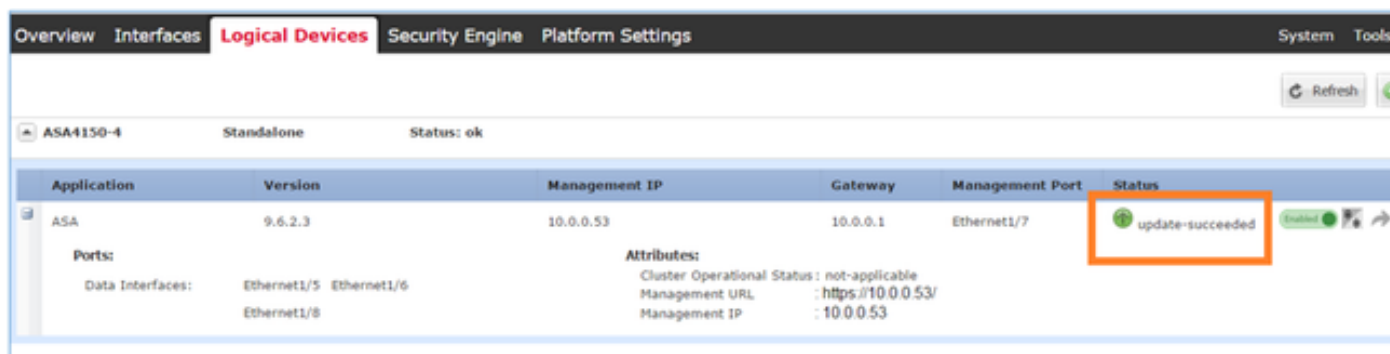 Overview Interfaces Logical Devices Security Engine Platform Settings System Tools
Refresh
ASA4150-4 Standalone Status: ok
Application Version Management IP Gateway Management Port Status
ASA 9.6.2.3 10.0.0.53 10.0.0.1 Ethernet1/7 update-succeeded Enabled
Ports: Attributes:
Cluster Operational Status : not-applicable
Data Interfaces: Ethernet1/5 Ethernet1/6 Management URL : https://10.0.0.53/
Ethernet1/8 Management IP : 10.0.0.53